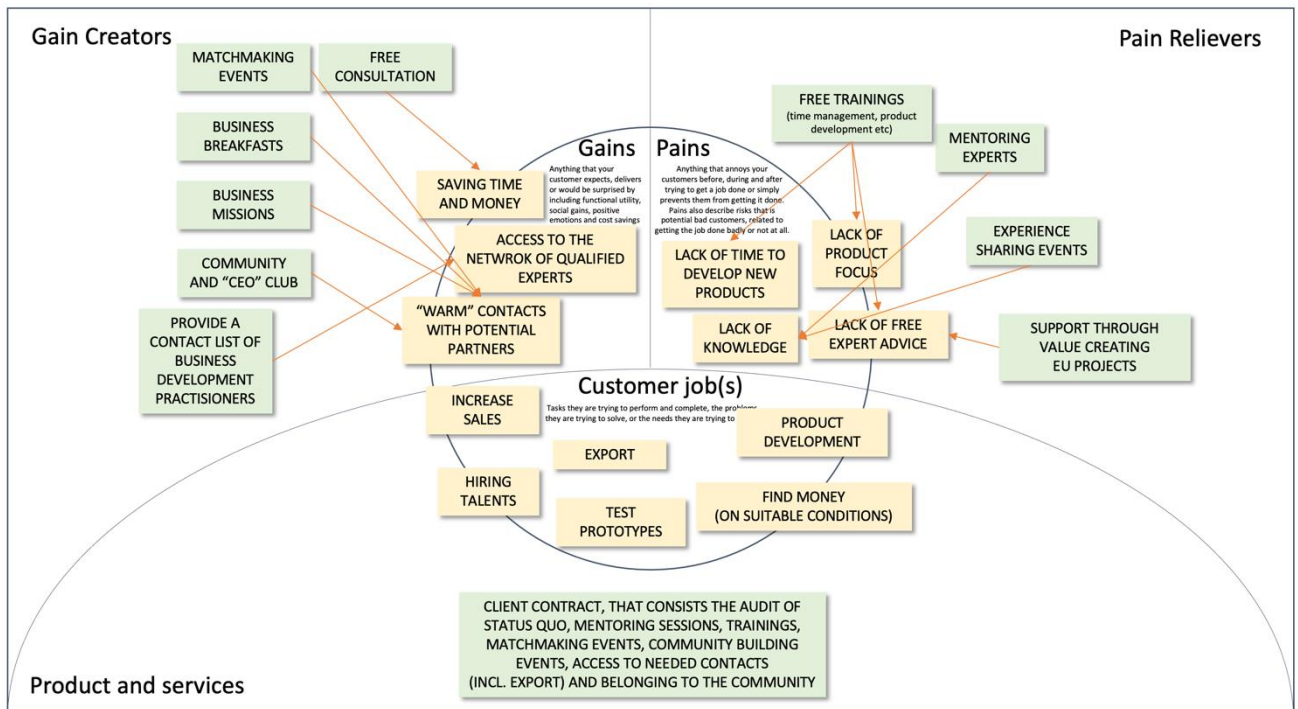 Gain Creators
Pain Relievers
MATCHMAKING
EVENTS
FREE
CONSULTATION
BUSINESS
BREAKFASTS
BUSINESS
MISSIONS
COMMUNITY
AND “CEO” CLUB
PROVIDE A
CONTACT LIST OF
BUSINESS
DEVELOPMENT
PRACTISIONERS
FREE TRAININGS
(time management, product
development etc)
MENTORING
EXPERTS
EXPERIENCE
SHARING EVENTS
SUPPORT THROUGH
VALUE CREATING
EU PROJECTS
Gains
Anything that your
customer expects, delivers
or would be surprised by
including functional utility,
social gains, positive
emotions and cost savings
SAVING TIME
AND MONEY
ACCESS TO THE
NETWROK OF QUALIFIED
EXPERTS
“WARM” CONTACTS
WITH POTENTIAL
PARTNERS
Pains
Anything that annoys your
customers before, during and after
trying to get a job done or simply
prevents them from getting it done.
Pains also describe risks that is
potential bad customers, related to
getting the job done badly or not at all.
LACK OF TIME TO
DEVELOP NEW
PRODUCTS
LACK OF
PRODUCT
FOCUS
LACK OF
KNOWLEDGE
LACK OF FREE
EXPERT ADVICE
Customer job(s)
Tasks they are trying to perform and complete, the problems
they are trying to solve, or the needs they are trying to
INCREASE
SALES
EXPORT
PRODUCT
DEVELOPMENT
HIRING
TALENTS
TEST
PROTOTYPES
FIND MONEY
(ON SUITABLE CONDITIONS)
CLIENT CONTRACT, THAT CONSISTS THE AUDIT OF
STATUS QUO, MENTORING SESSIONS, TRAININGS,
MATCHMAKING EVENTS, COMMUNITY BUILDING
EVENTS, ACCESS TO NEEDED CONTACTS
(INCL. EXPORT) AND BELONGING TO THE COMMUNITY
Product and services